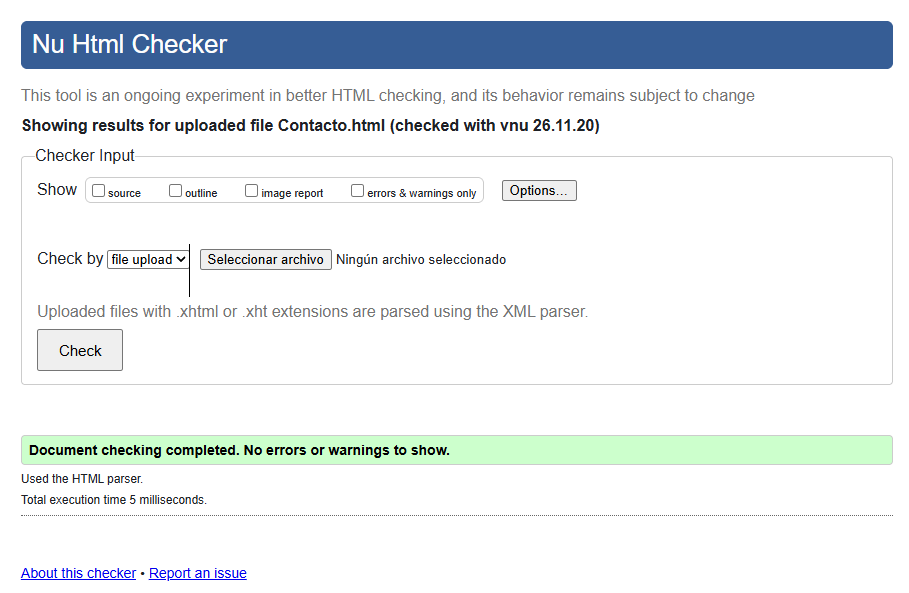 Nu Html Checker
This tool is an ongoing experiment in better HTML checking, and its behavior remains subject to change
Showing results for uploaded file Contacto.html (checked with vnu 26.11.20)
Checker Input
Show source outline image report errors & warnings only Options...
Check by file upload Seleccionar archivo Ningún archivo seleccionado
Uploaded files with .xhtml or .xht extensions are parsed using the XML parser.
Check
Document checking completed. No errors or warnings to show.
Used the HTML parser.
Total execution time 5 milliseconds.
About this checker • Report an issue